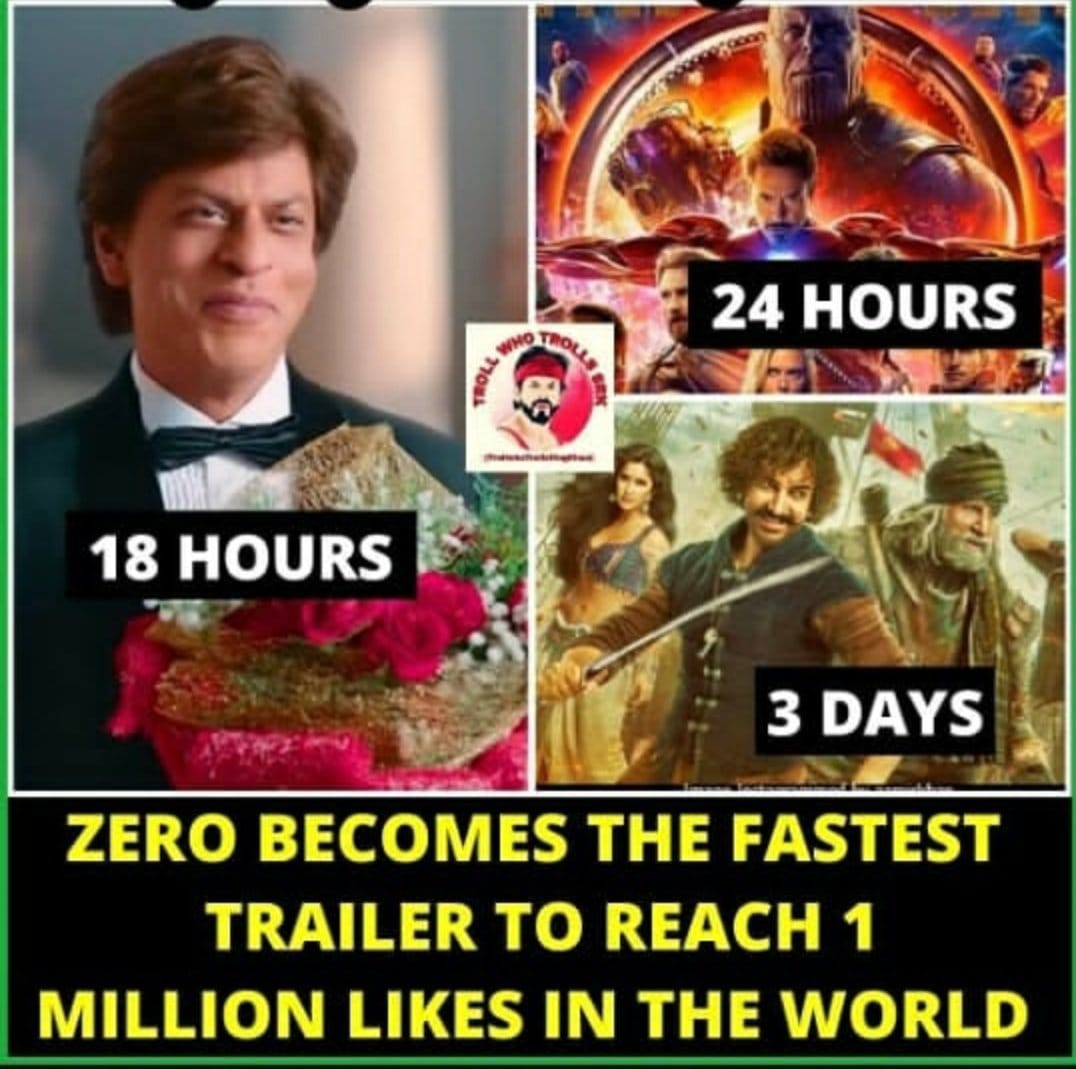 24 HOURS
TROLL WHO TROLLS SRK
18 HOURS
3 DAYS
ZERO BECOMES THE FASTEST
TRAILER TO REACH 1
MILLION LIKES IN THE WORLD